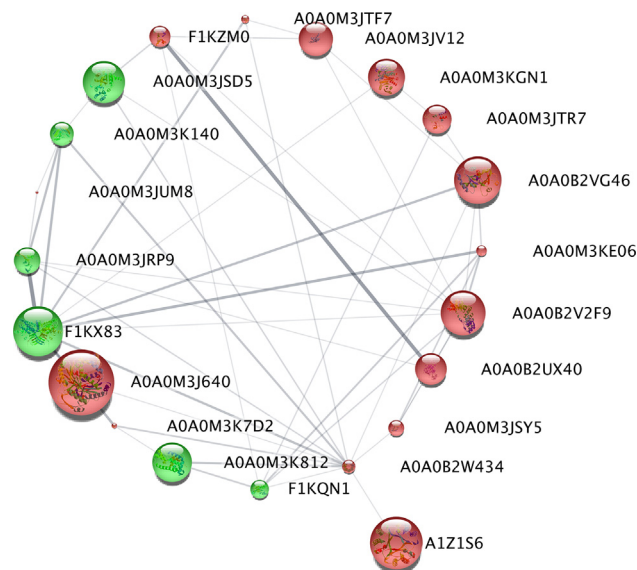 A0A0M3JTF7
F1KZM0
A0A0M3JV12
A0A0M3KGN1
A0A0M3JSD5
A0A0M3JTR7
A0A0M3K140
A0A0B2VG46
A0A0M3JUM8
A0A0M3KE06
A0A0M3JRP9
A0A0B2V2F9
F1KX83
A0A0B2UX40
A0A0M3J640
A0A0M3K7D2
A0A0M3JSY5
A0A0M3K812
A0A0B2W434
F1KQN1
A1Z1S6